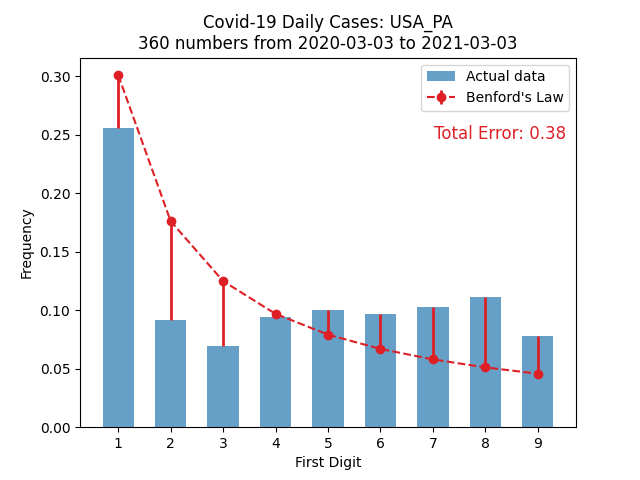 Covid-19 Daily Cases: USA_PA
360 numbers from 2020-03-03 to 2021-03-03
Actual data
Benford's Law
Total Error: 0.38
Frequency
0.30
0.25
0.20
0.15
0.10
0.05
0.00
1 2 3 4 5 6 7 8 9
First Digit